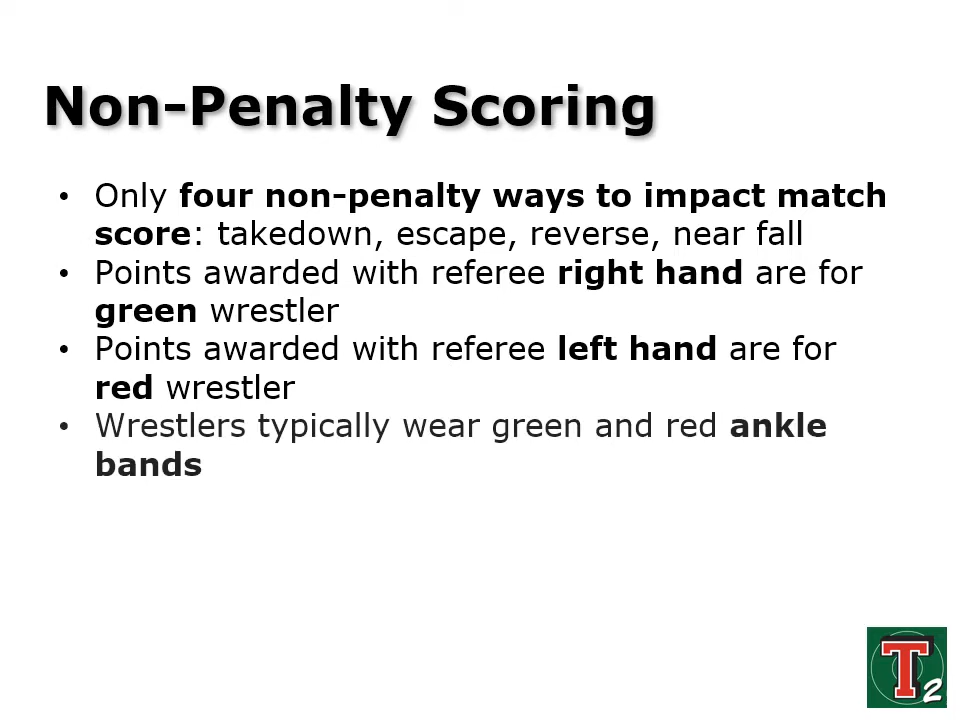 Non-Penalty Scoring
• Only four non-penalty ways to impact match
score: takedown, escape, reverse, near fall
• Points awarded with referee right hand are for
green wrestler
• Points awarded with referee left hand are for
red wrestler
• Wrestlers typically wear green and red ankle
bands
T2